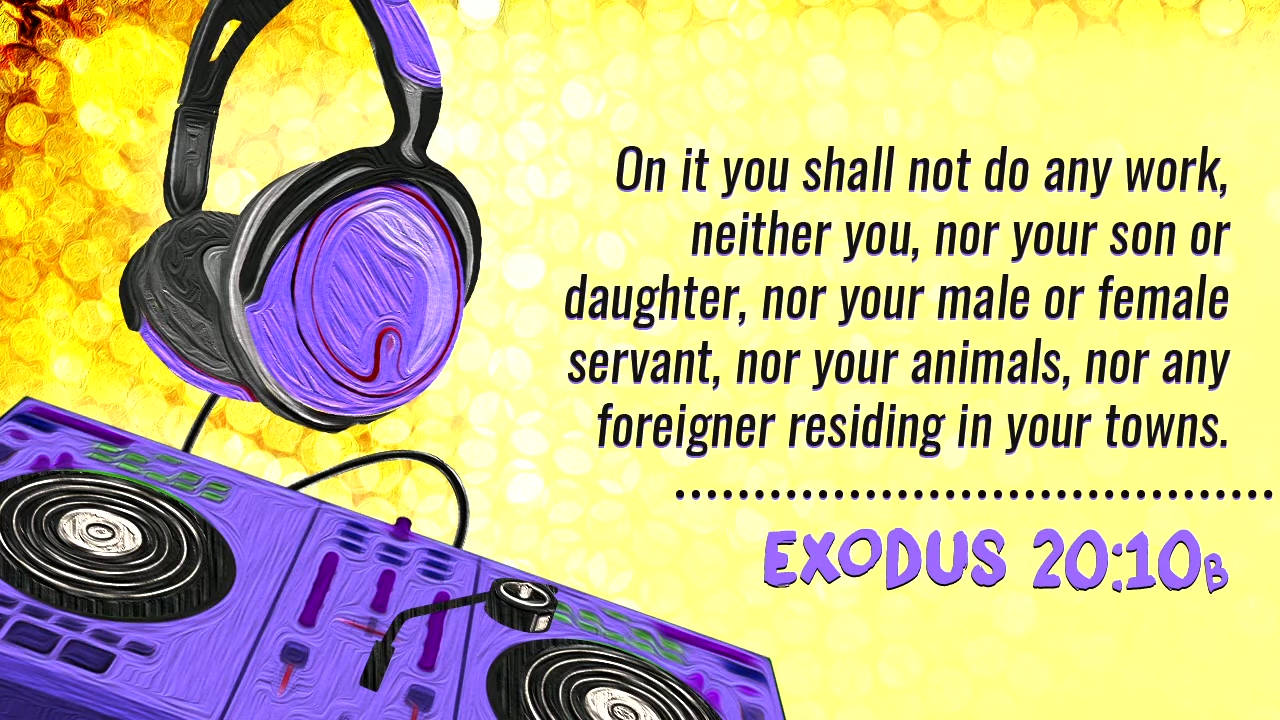 On it you shall not do any work,
neither you, nor your son or
daughter, nor your male or female
servant, nor your animals, nor any
foreigner residing in your towns.
EXODUS 20:10B